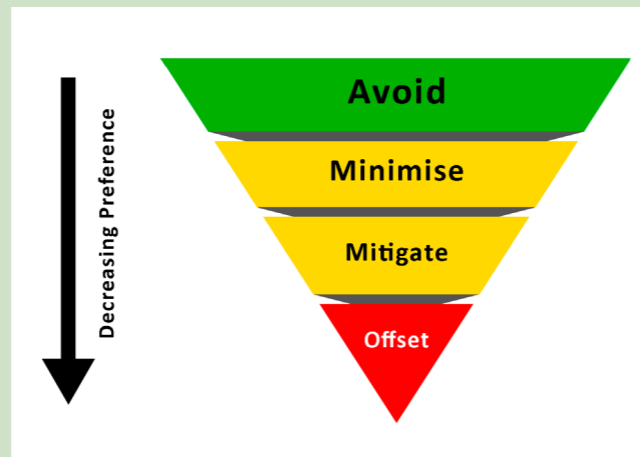 Avoid
Minimise
Mitigate
Offset
Decreasing Preference